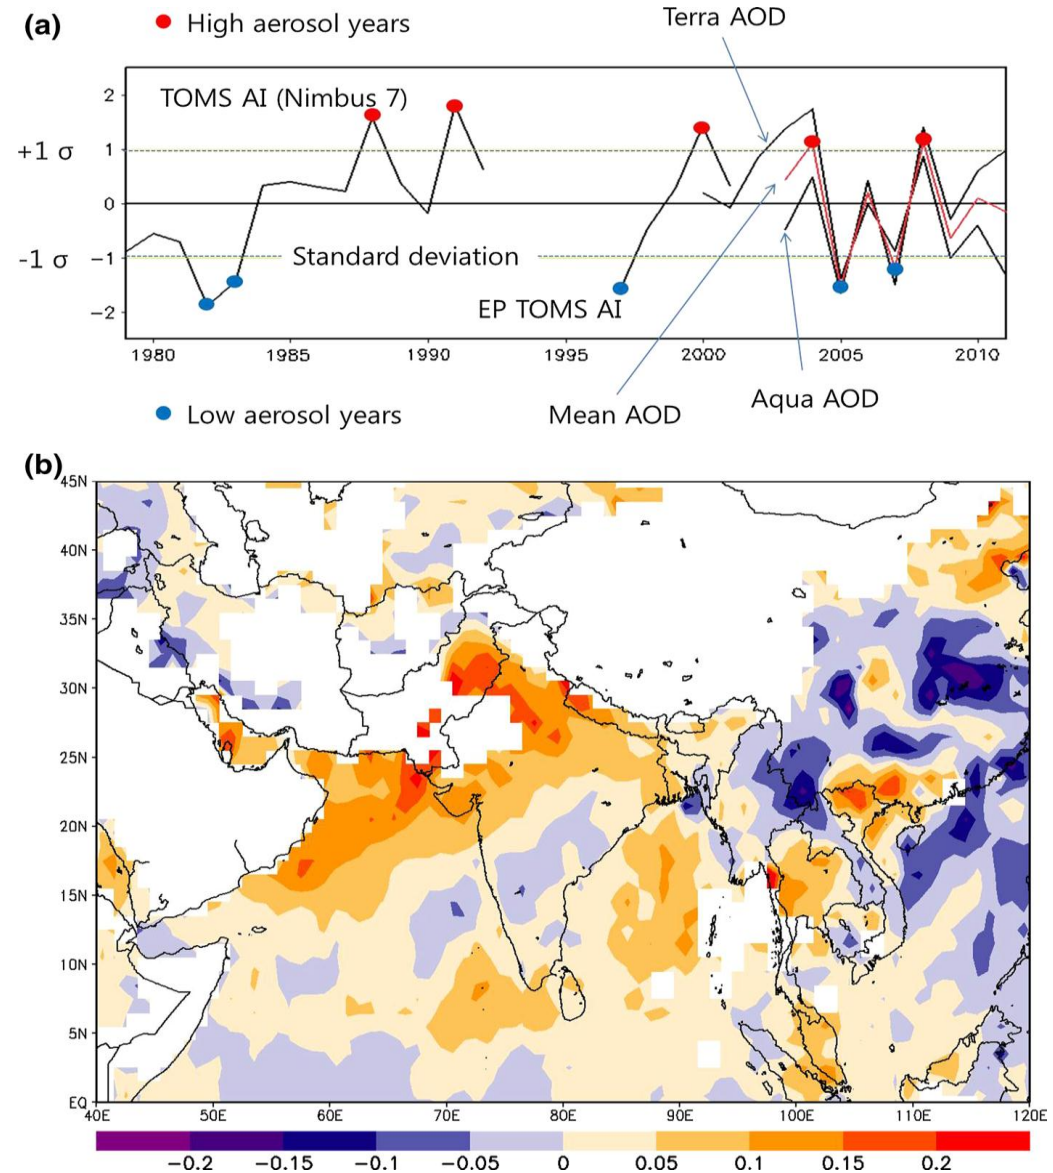 (a)
High aerosol years
Terra AOD
TOMS AI (Nimbus 7)
2
+1 σ
1
0
-1 σ
−1
Standard deviation
EP TOMS AI
−2
1980 1985 1990 1995 2000 2005 2010
Low aerosol years
Mean AOD
Aqua AOD
(b)
45N
40N
35N
30N
25N
20N
15N
10N
5N
EQ
40E 50E 60E 70E 80E 90E 100E 110E 120E
−0.2 −0.15 −0.1 −0.05 0 0.05 0.1 0.15 0.2